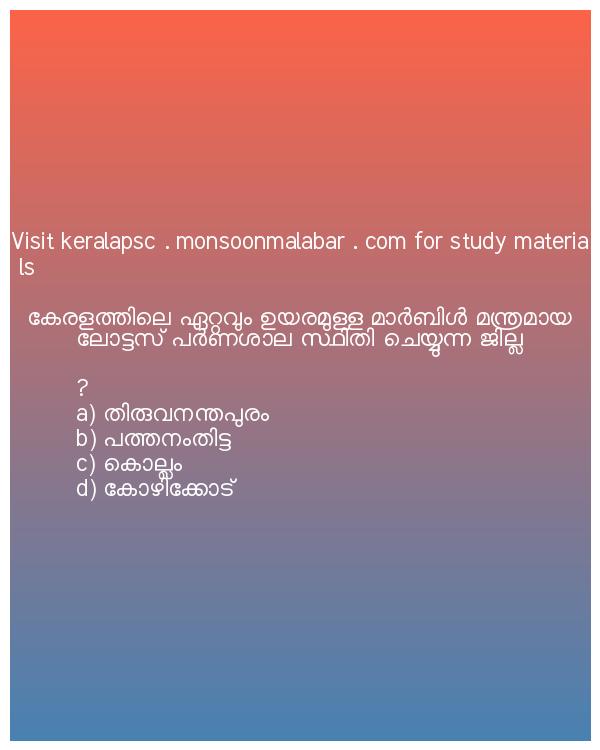 Visit keralapsc . monsoonmalabar . com for study materia
ls
കേരളത്തിലെ ഏറ്റവും ഉയരമുള്ള മാർബിൾ മന്ത്രമായ
ലോട്ടസ് പർണശാല സ്ഥിതി ചെയ്യുന്ന ജില്ല
?
a) തിരുവനന്തപുരം
b) പത്തനംതിട്ട
c) കൊല്ലം
d) കോഴിക്കോട്